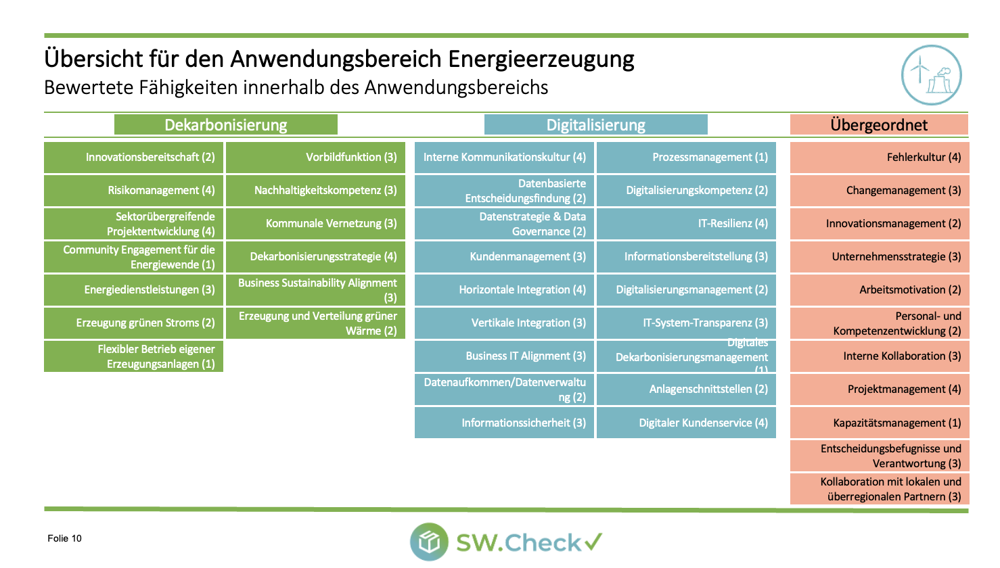 Übersicht für den Anwendungsbereich Energieerzeugung
Bewertete Fähigkeiten innerhalb des Anwendungsbereichs
Dekarbonisierung
Innovationsbereitschaft (2)
Risikomanagement (4)
Sektorübergreifende
Projektentwicklung (4)
Community Engagement für die
Energiewende (1)
Energiedienstleistungen (3)
Erzeugung grünen Stroms (2)
Flexibler Betrieb eigener
Erzeugungsanlagen (1)
Vorbildfunktion (3)
Nachhaltigkeitskompetenz (3)
Kommunale Vernetzung (3)
Dekarbonisierungsstrategie (4)
Business Sustainability Alignment
(3)
Erzeugung und Verteilung grüner
Wärme (2)
Digitalisierung
Interne Kommunikationskultur (4)
Datenbasierte
Entscheidungsfindung (2)
Datenstrategie & Data
Governance (2)
Kundenmanagement (3)
Horizontale Integration (4)
Vertikale Integration (3)
Business IT Alignment (3)
Datenaufkommen/Datenverwaltu
ng (2)
Informationssicherheit (3)
Prozessmanagement (1)
Digitalisierungskompetenz (2)
IT-Resilienz (4)
Informationsbereitstellung (3)
Digitalisierungsmanagement (2)
IT-System-Transparenz (3)
Digitales
Dekarbonisierungsmanagement
(1)
Anlagenschnittstellen (2)
Digitaler Kundenservice (4)
Übergeordnet
Fehlerkultur (4)
Changemanagement (3)
Innovationsmanagement (2)
Unternehmensstrategie (3)
Arbeitsmotivation (2)
Personal- und
Kompetenzentwicklung (2)
Interne Kollaboration (3)
Projektmanagement (4)
Kapazitätsmanagement (1)
Entscheidungsbefugnisse und
Verantwortung (3)
Kollaboration mit lokalen und
überregionalen Partnern (3)
Folie 10
SW.Check